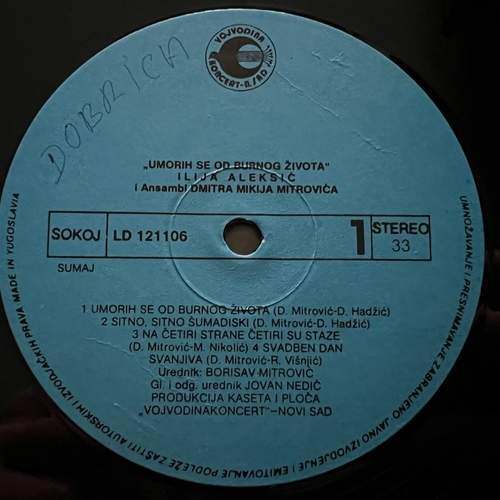 VOJVODINA
KONCERT-N.SAD
DOBRICH
„UMORIH SE OD BURNOG ŽIVOTA"
ILIJA ALEKSIĆ
i Ansambl DMITRA MIKIJA MITROVIĆA
SOKOJ LD 121106 1 STEREO 33
SUMAJ
1 UMORIH SE OD BURNOG ŽIVOTA (D. Mitrović-D. Hadžić)
2 SITNO, SITNO ŠUMADISKI (D. Mitrović-D. Hadžić)
3 NA ČETIRI STRANE ČETIRI SU STAZE
(D. Mitrović-M. Nikolić) 4 SVADBEN DAN
SVANJIVA (D. Mitrović-R. Višnjić)
Urednik: BORISAV-MITROVIĆ
Gl. i odg. urednik JOVAN NEDIĆ
PRODUKCIJA KASETA I PLOČA
„VOJVODINAKONCERT"-NOVI SAD
UMNOŽAVANJE I PRESNIMAVANJE ZABRANJENO. JAVNO IZVODJENJE I EMITOVANJE PODLEŽE ZAŠTITI AUTORSKIH I IZVODJAČKIH PRAVA MADE IN YUGOSLAVIA